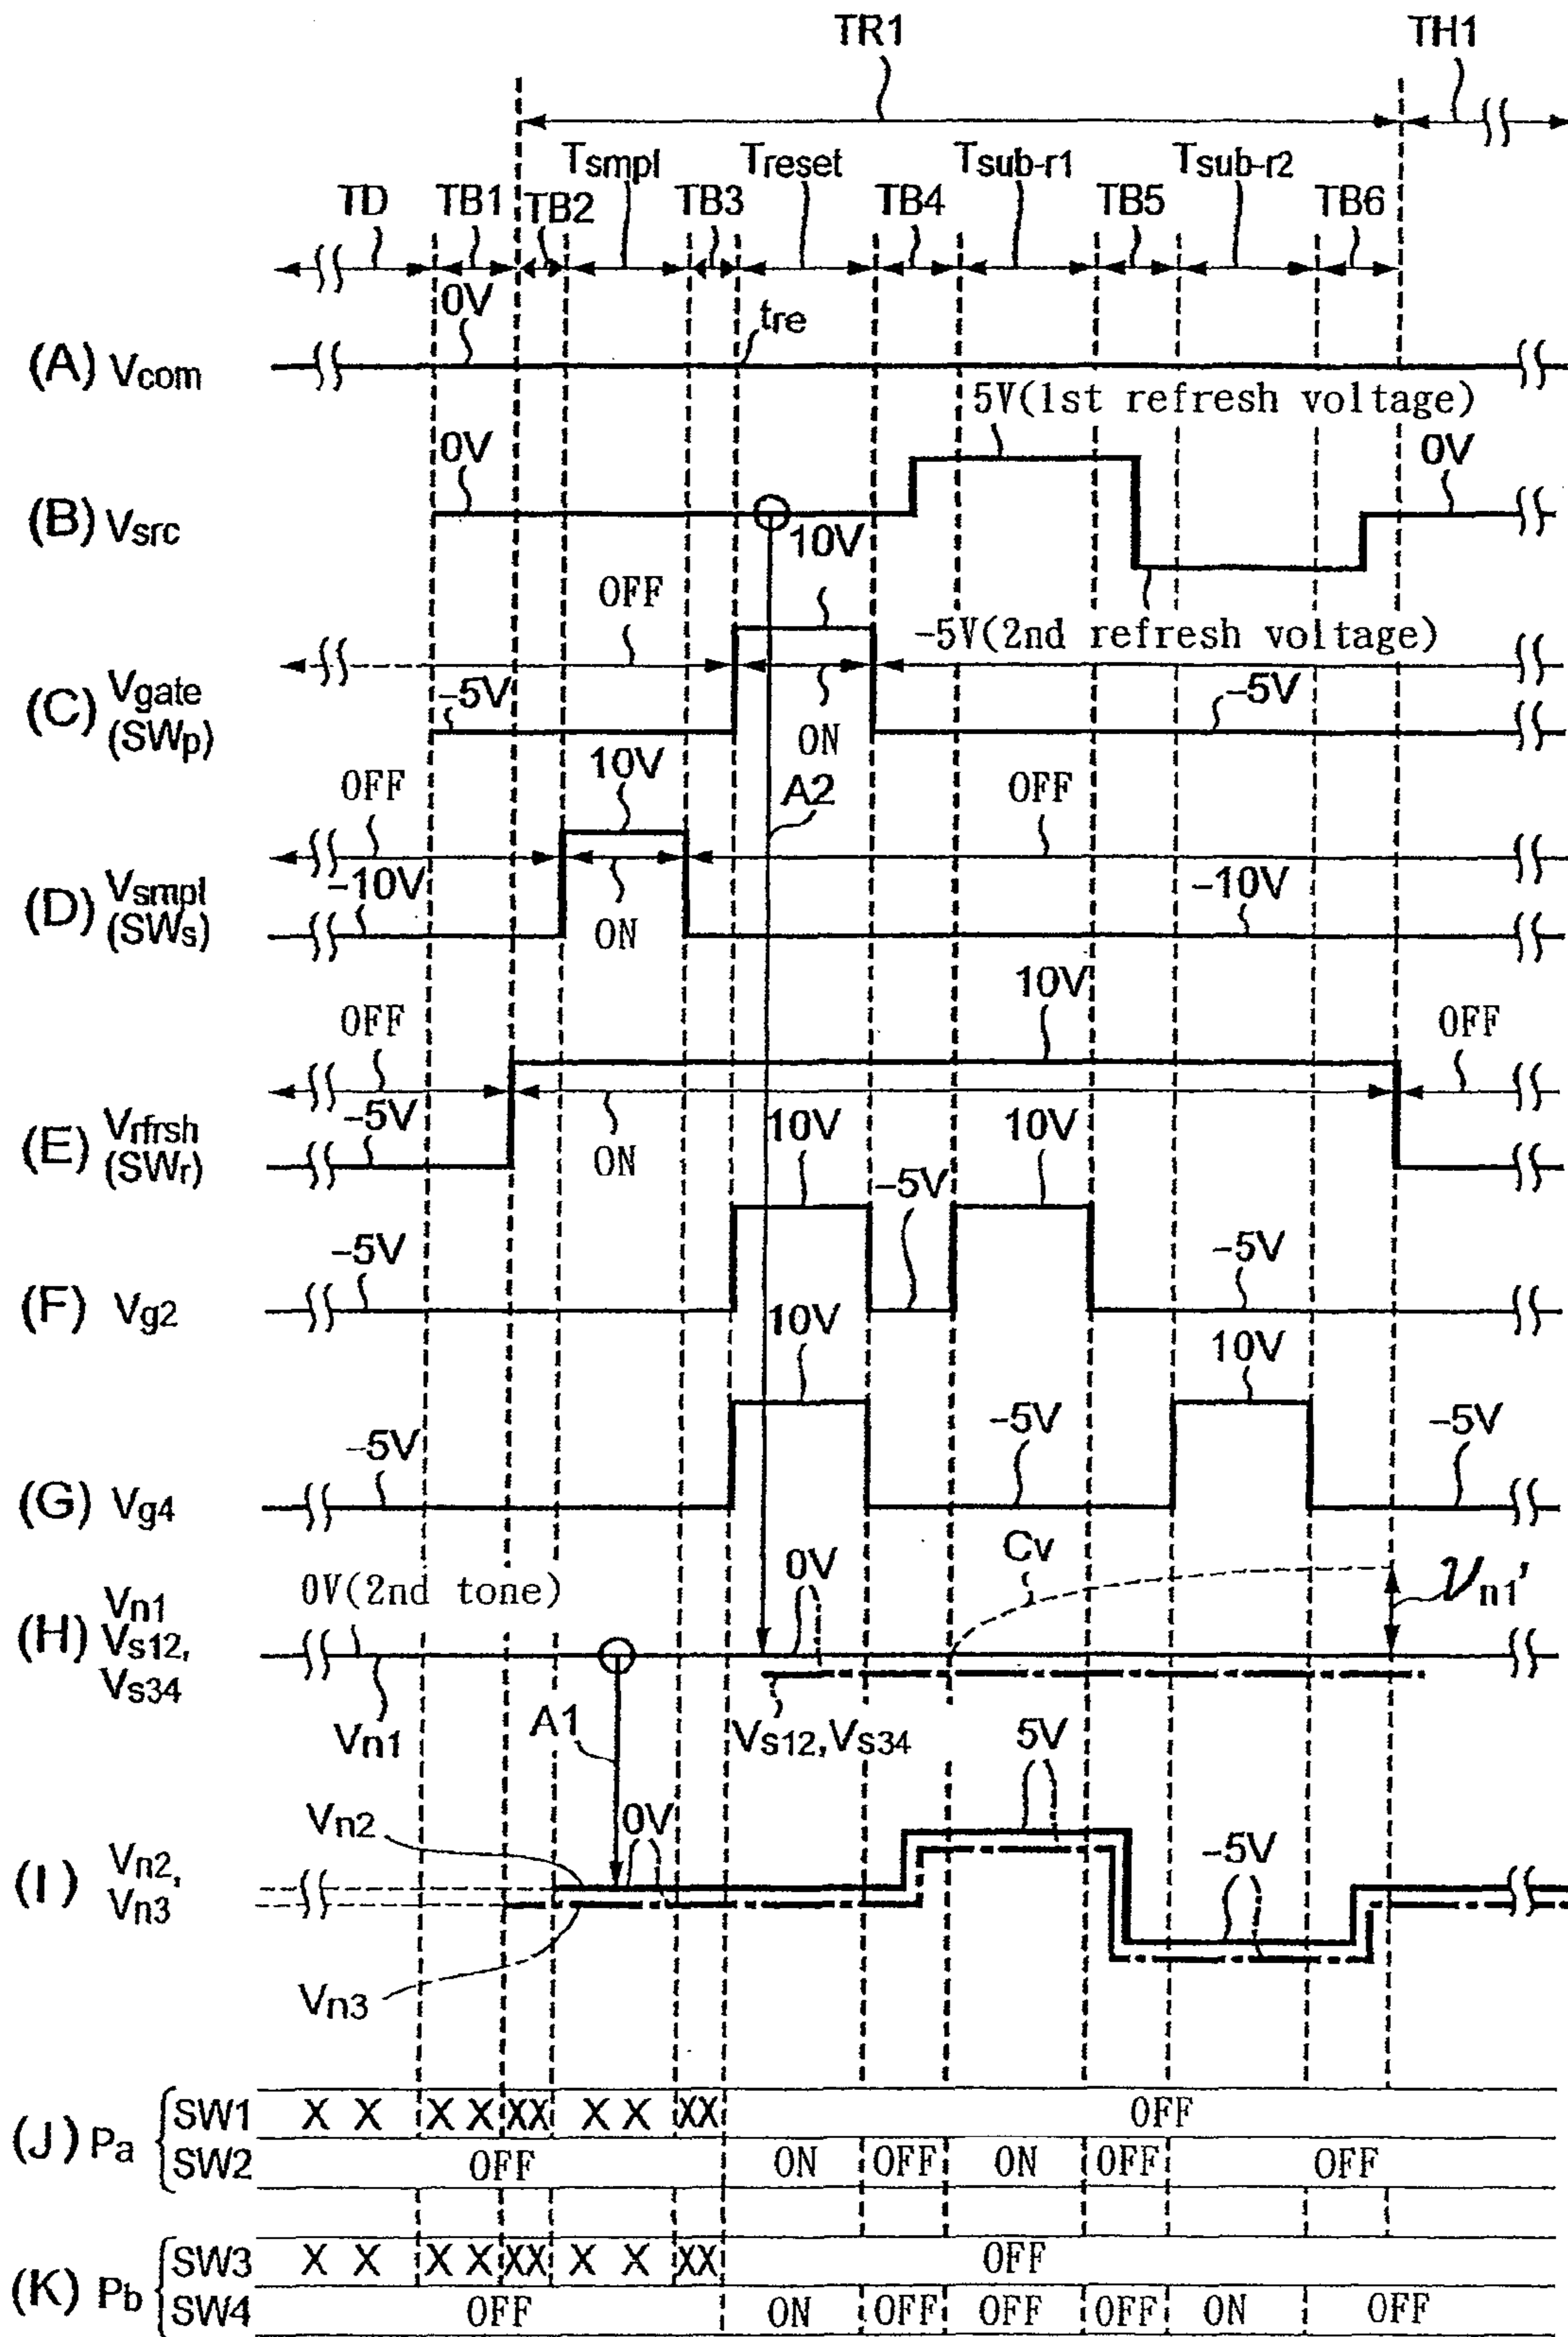 TR1 TH1
Tsmpl Treset Tsub-r1 Tsub-r2
TD TB1 TB2 TB3 TB4 TB5 TB6
0V tre
(A) Vcom
5V(1st refresh voltage)
0V 0V
(B) Vsrc
10V
OFF
-5V(2nd refresh voltage)
(C) Vgate (SWp)
-5V ON -5V
OFF 10V A2 OFF
(D) Vsmpl (SWs)
-10V ON -10V
10V
OFF OFF
(E) Vrfrsh (SWr)
-5V ON
10V 10V
-5V
(F) Vg2
-5V -5V
10V 10V
(G) Vg4
-5V -5V -5V
0V(2nd tone) 0V Cv Vn1'
(H) Vn1 Vs12, Vs34
Vn1 A1 Vs12,Vs34
5V
Vn2 0V -5V
(I) Vn2, Vn3
Vn3
(J) Pa SW1 X X X X XX X X XX OFF
SW2 OFF ON OFF ON OFF OFF
(K) Pb SW3 X X X X XX X X XX OFF
SW4 OFF ON OFF OFF OFF ON OFF